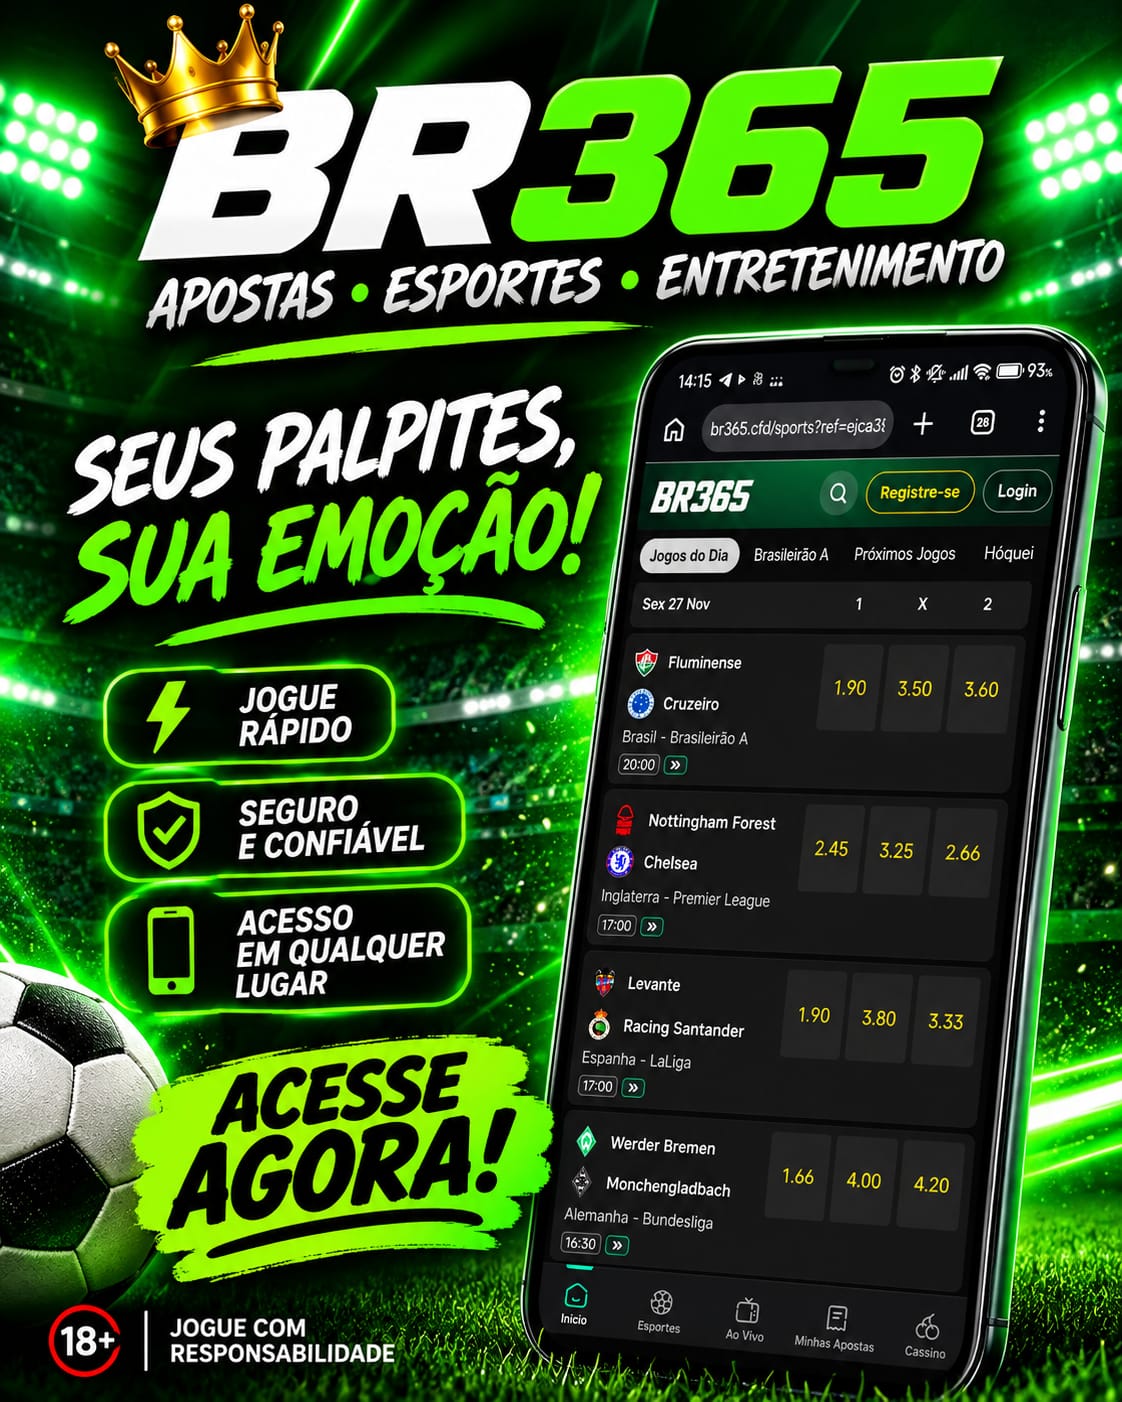 BR365
APOSTAS • ESPORTES • ENTRETENIMENTO
SEUS PALPITES,
SUA EMOÇÃO!
JOGUE
RÁPIDO
SEGURO
E CONFIÁVEL
ACESSO
EM QUALQUER
LUGAR
ACESSE
AGORA!
18+
JOGUE COM
RESPONSABILIDADE
14:15 93%
br365.cfd/sports?ref=ejca38 28
BR365 Registre-se Login
Jogos do Dia Brasileirão A Próximos Jogos Hóquei
Sex 27 Nov 1 X 2
Fluminense
Cruzeiro
1.90 3.50 3.60
Brasil - Brasileirão A
20:00
Nottingham Forest
Chelsea
2.45 3.25 2.66
Inglaterra - Premier League
17:00
Levante
Racing Santander
1.90 3.80 3.33
Espanha - LaLiga
17:00
Werder Bremen
Monchengladbach
1.66 4.00 4.20
Alemanha - Bundesliga
16:30
Início Esportes Ao Vivo Minhas Apostas Cassino